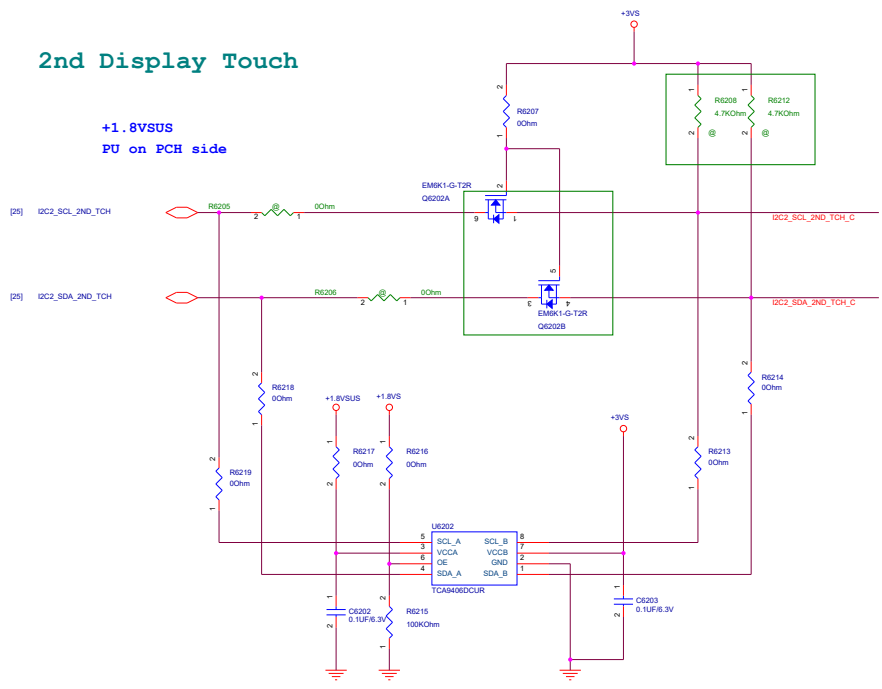 +3VS
2nd Display Touch
2
R6207
0Ohm
1
1
R6208
4.7KOhm
2
@
1
R6212
4.7KOhm
2
@
+1.8VSUS
PU on PCH side
EM6K1-G-T2R
Q6202A
2
[25] I2C2_SCL_2ND_TCH
R6205
@
0Ohm
2
1
6
1
I2C2_SCL_2ND_TCH_C
5
[25] I2C2_SDA_2ND_TCH
R6206
@
0Ohm
2
1
3
4
I2C2_SDA_2ND_TCH_C
EM6K1-G-T2R
Q6202B
2
R6218
0Ohm
1
2
R6214
0Ohm
1
+1.8VSUS
+1.8VS
+3VS
2
R6219
0Ohm
1
1
R6217
0Ohm
2
1
R6216
0Ohm
2
1
R6213
0Ohm
2
U6202
5 SCL_A SCL_B 8
3 VCCA VCCB 7
6 OE GND 2
4 SDA_A SDA_B 1
TCA9406DCUR
1
C6202
0.1UF/6.3V
2
2
R6215
100KOhm
1
1
C6203
0.1UF/6.3V
2